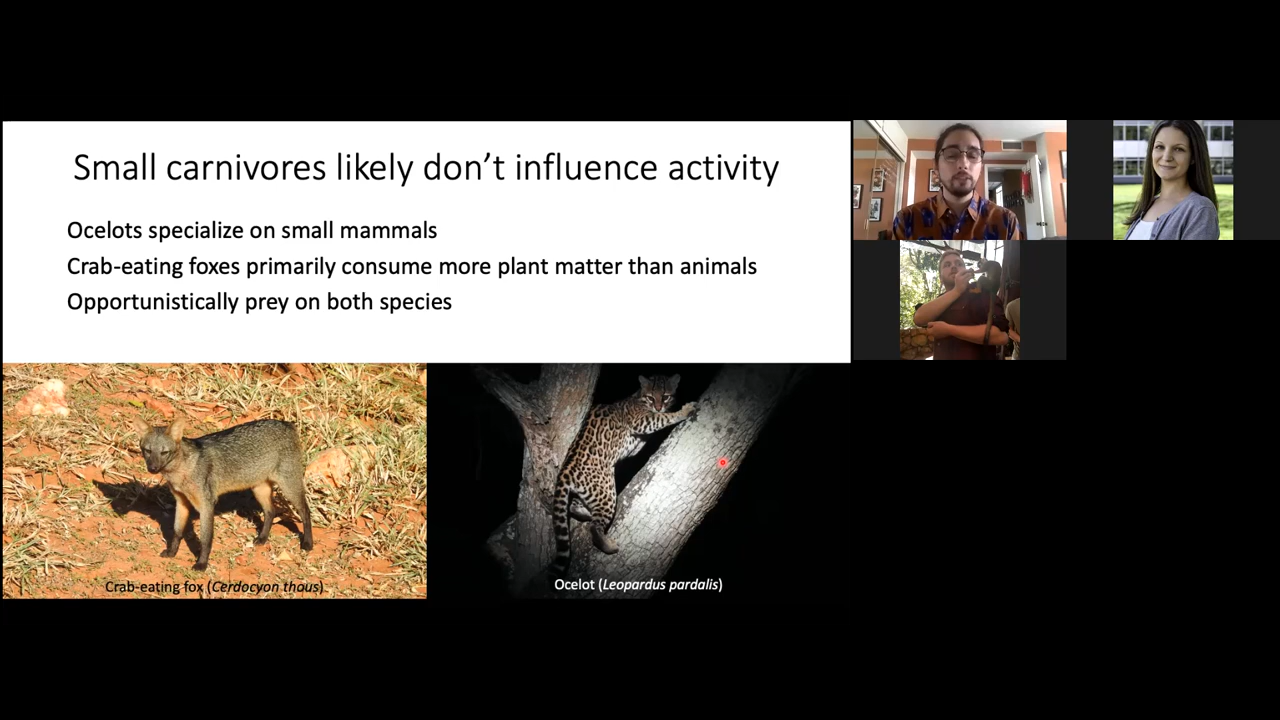 Small carnivores likely don't influence activity
Ocelots specialize on small mammals
Crab-eating foxes primarily consume more plant matter than animals
Opportunistically prey on both species
Crab-eating fox (Cerdocyon thous)
Ocelot (Leopardus pardalis)